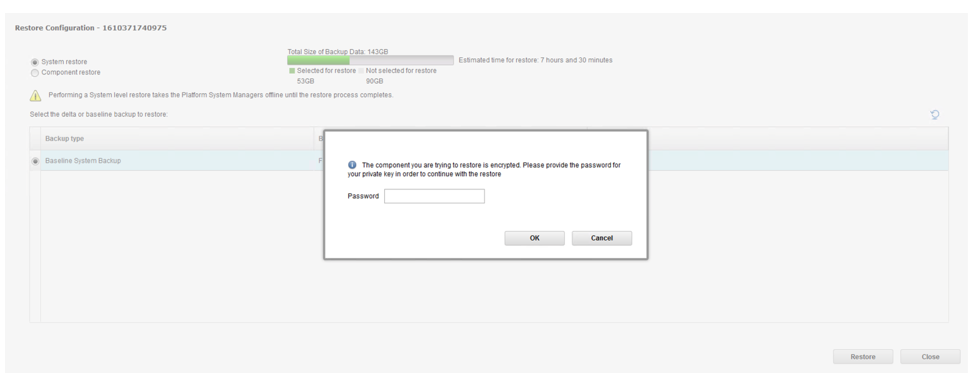 Restore Configuration - 1610371740975
Total Size of Backup Data: 143GB
System restore
Estimated time for restore: 7 hours and 30 minutes
Component restore
Selected for restore
Not selected for restore
53GB
90GB
Performing a System level restore takes the Platform System Managers offline until the restore process completes.
Select the delta or baseline backup to restore:
Backup type
B
Baseline System Backup
F
The component you are trying to restore is encrypted. Please provide the password for
your private key in order to continue with the restore
Password
OK
Cancel
Restore
Close